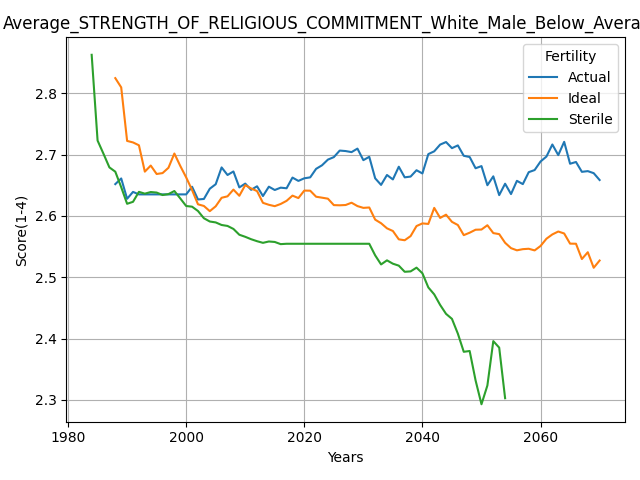 Average_STRENGTH_OF_RELIGIOUS_COMMITMENT_White_Male_Below_Avera
Fertility
Actual
Ideal
Sterile
Score(1-4)
2.8
2.7
2.6
2.5
2.4
2.3
1980 2000 2020 2040 2060
Years